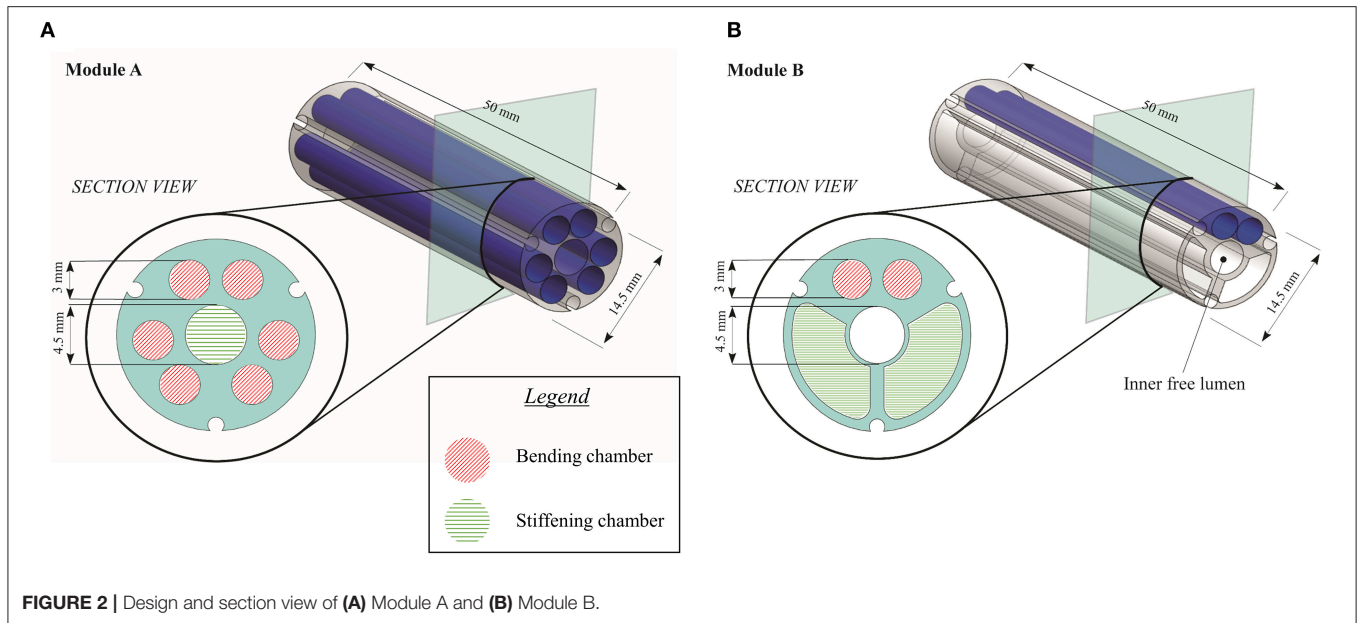 A
Module A
50 mm
SECTION VIEW
3 mm
4.5 mm
14.5 mm
Legend
Bending chamber
Stiffening chamber
B
Module B
50 mm
SECTION VIEW
3 mm
4.5 mm
14.5 mm
Inner free lumen
FIGURE 2 | Design and section view of (A) Module A and (B) Module B.